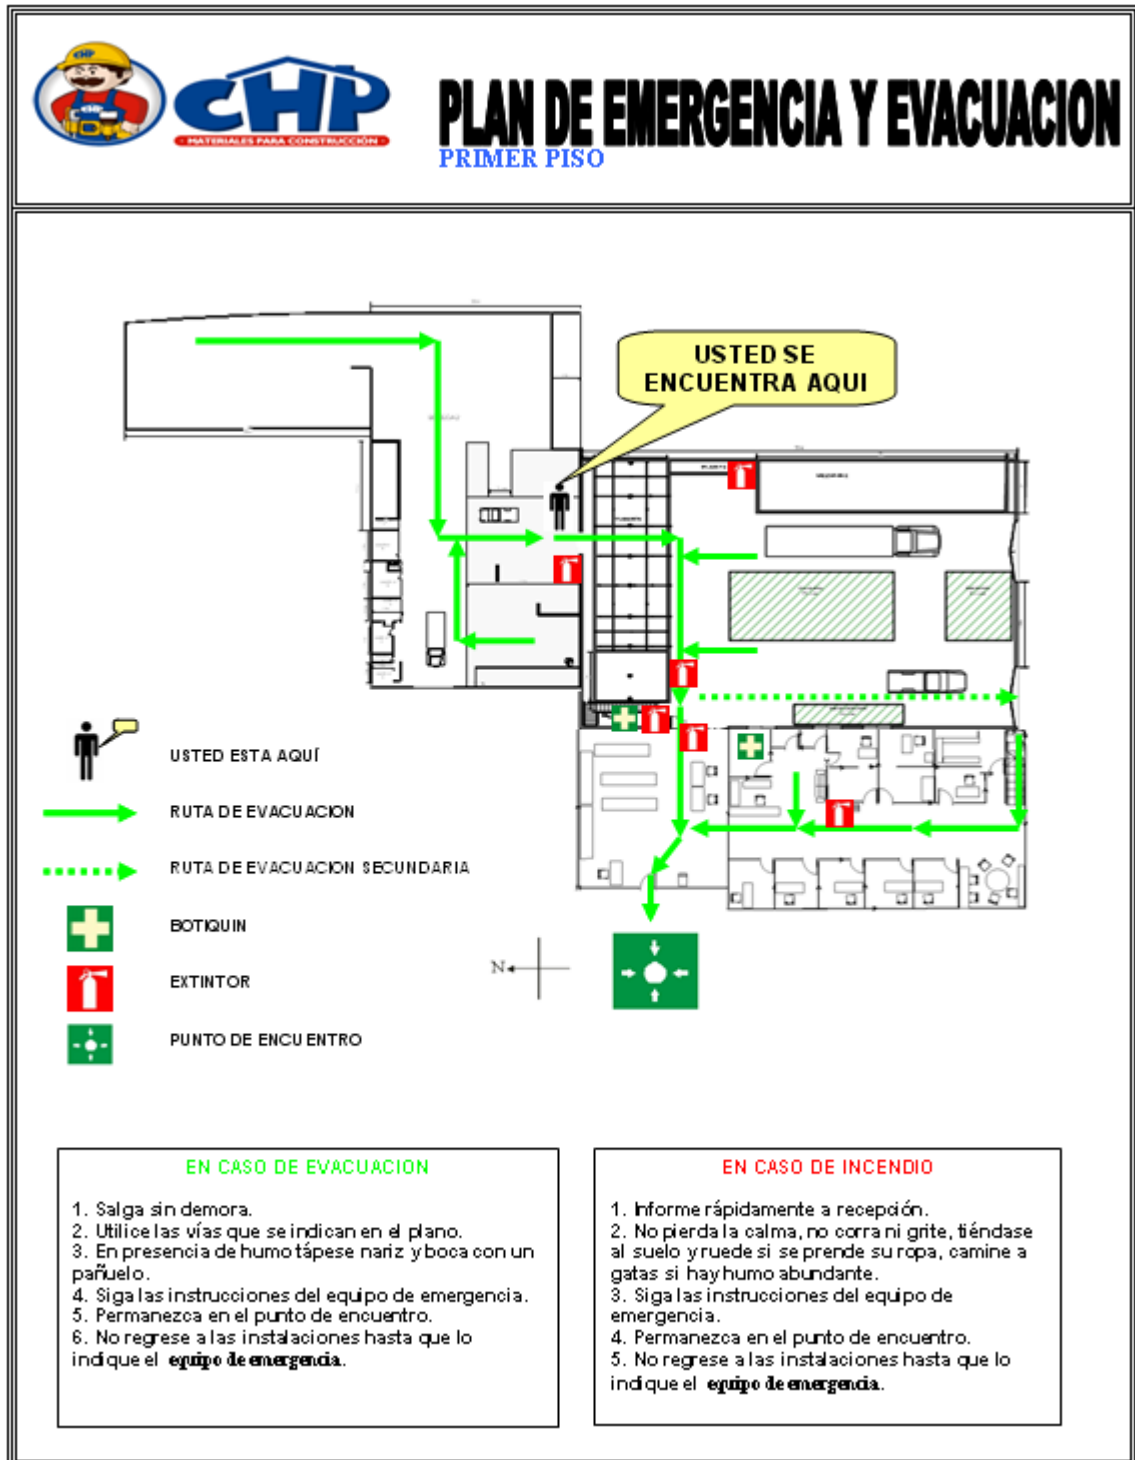 CHP
CHP
CHP
MATERIALES PARA CONSTRUCCIÓN
PLAN DE EMERGENCIA Y EVACUACION
PRIMER PISO
USTED SE
ENCUENTRA AQUI
USTED ESTA AQUÍ
RUTA DE EVACUACION
RUTA DE EVACUACION SECUNDARIA
BOTIQUIN
EXTINTOR
PUNTO DE ENCUENTRO
N
EN CASO DE EVACUACION
1. Salga sin demora.
2. Utilice las vías que se indican en el plano.
3. En presencia de humo tápese nariz y boca con un
pañuelo.
4. Siga las instrucciones del equipo de emergencia.
5. Permanezca en el punto de encuentro.
6. No regrese a las instalaciones hasta que lo
indique el equipo de emergencia.
EN CASO DE INCENDIO
1. Informe rápidamente a recepción.
2. No pierda la calma, no corra ni grite, tiéndase
al suelo y ruede si se prende su ropa, camine a
gatas si hay humo abundante.
3. Siga las instrucciones del equipo de
emergencia.
4. Permanezca en el punto de encuentro.
5. No regrese a las instalaciones hasta que lo
indique el equipo de emergencia.